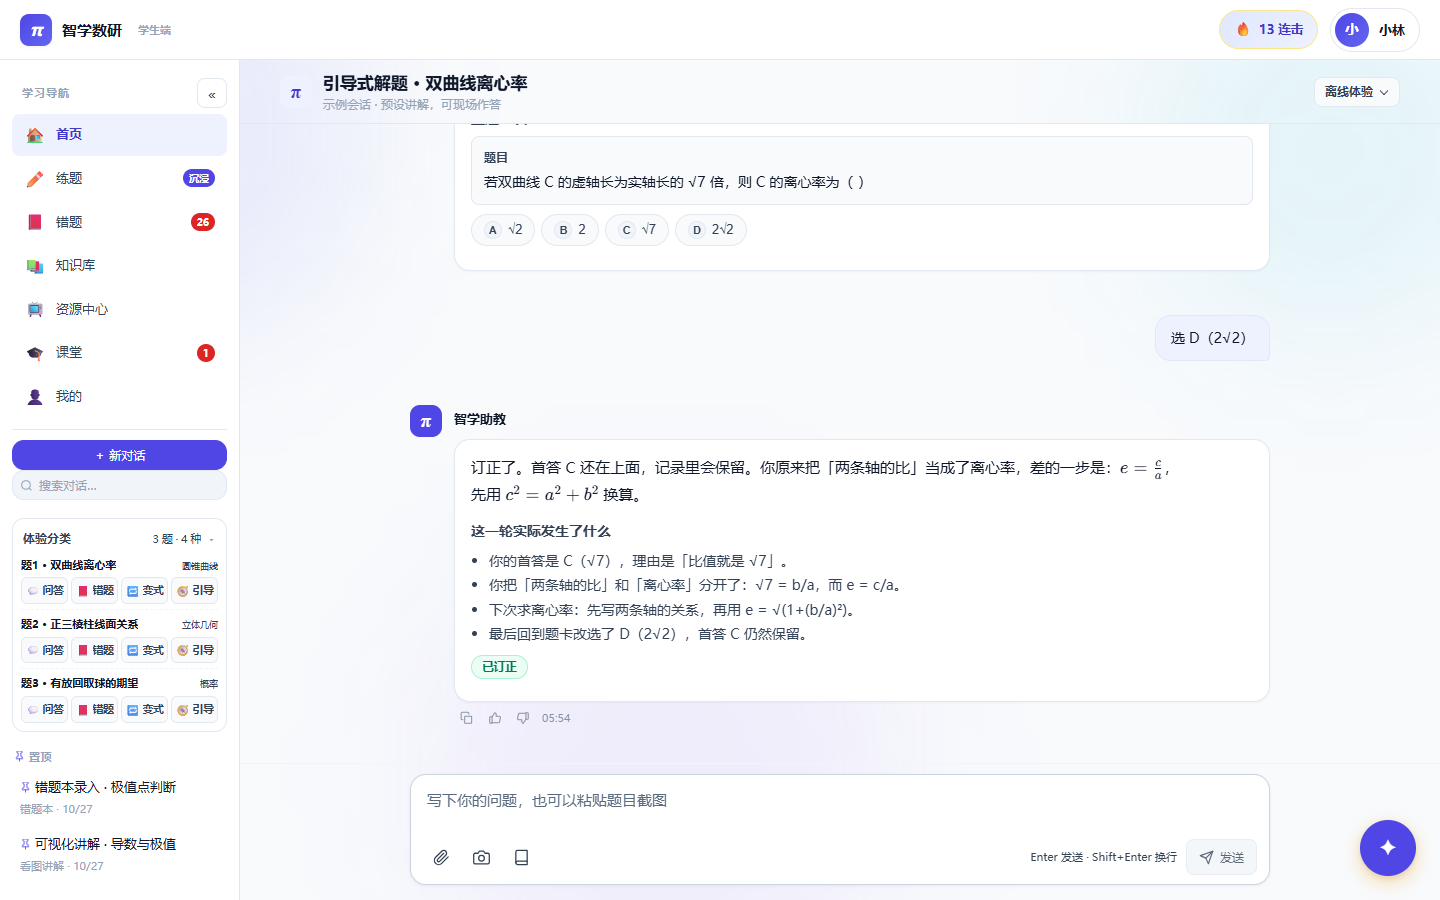 π 智学数研 学生端
13 连击
小 小林
学习导航 «
首页
练题 沉浸
错题 26
知识库
资源中心
课堂 1
我的
+ 新对话
搜索对话...
体验分类 3 题 · 4 种
题1 • 双曲线离心率 圆锥曲线
问答 错题 变式 引导
题2 • 正三棱柱线面关系 立体几何
问答 错题 变式 引导
题3 • 有放回取球的期望 概率
问答 错题 变式 引导
置顶
错题本录入 · 极值点判断
错题本 · 10/27
可视化讲解 · 导数与极值
看图讲解 · 10/27
π 引导式解题 • 双曲线离心率
示例会话 · 预设讲解，可现场作答
离线体验
题目
若双曲线 C 的虚轴长为实轴长的 √7 倍，则 C 的离心率为（ ）
A √2 B 2 C √7 D 2√2
选 D（2√2）
π 智学助教
订正了。首答 C 还在上面，记录里会保留。你原来把「两条轴的比」当成了离心率，差的一步是：e = c/a，
先用 c² = a² + b² 换算。
这一轮实际发生了什么
• 你的首答是 C（√7），理由是「比值就是 √7」。
• 你把「两条轴的比」和「离心率」分开了：√7 = b/a，而 e = c/a。
• 下次求离心率：先写两条轴的关系，再用 e = √(1+(b/a)²)。
• 最后回到题卡改选了 D（2√2），首答 C 仍然保留。
已订正
05:54
写下你的问题，也可以粘贴题目截图
Enter 发送 · Shift+Enter 换行 发送